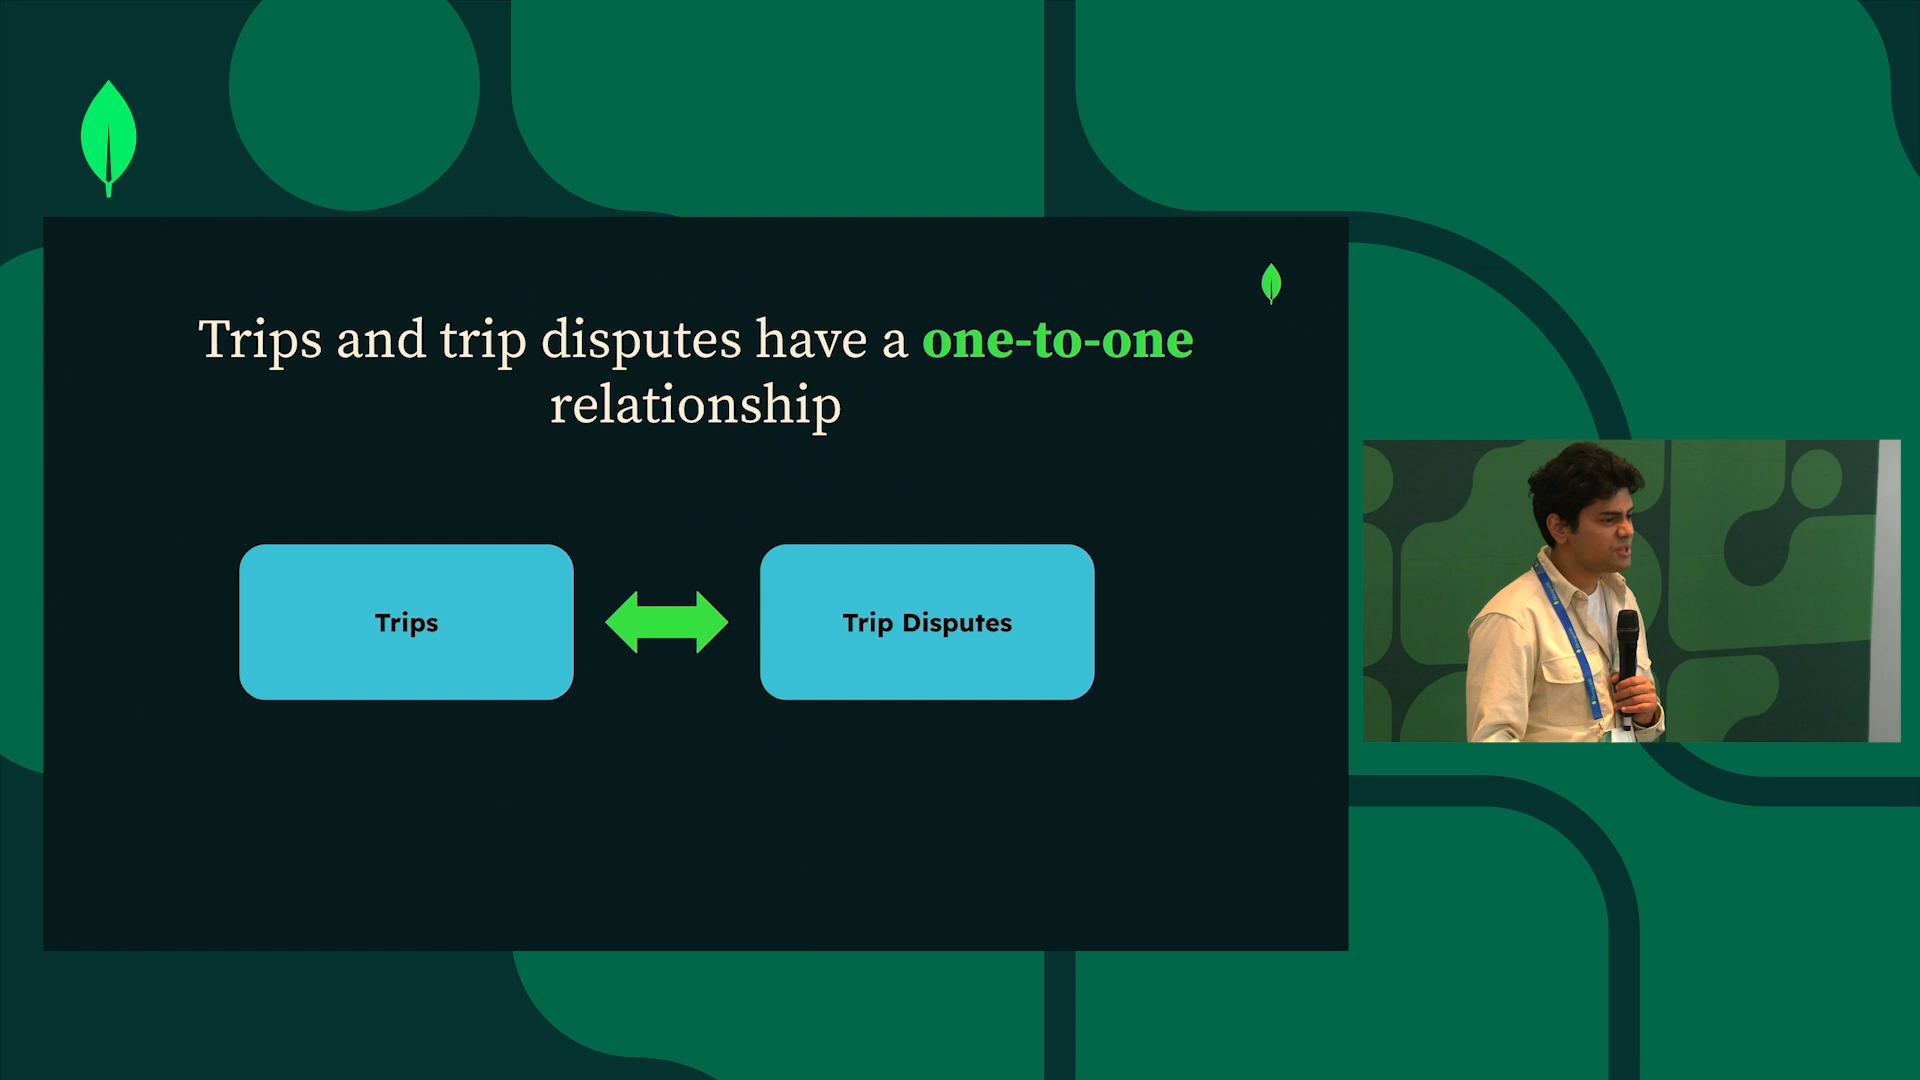 Trips and trip disputes have a one-to-one
relationship
Trips
Trip Disputes